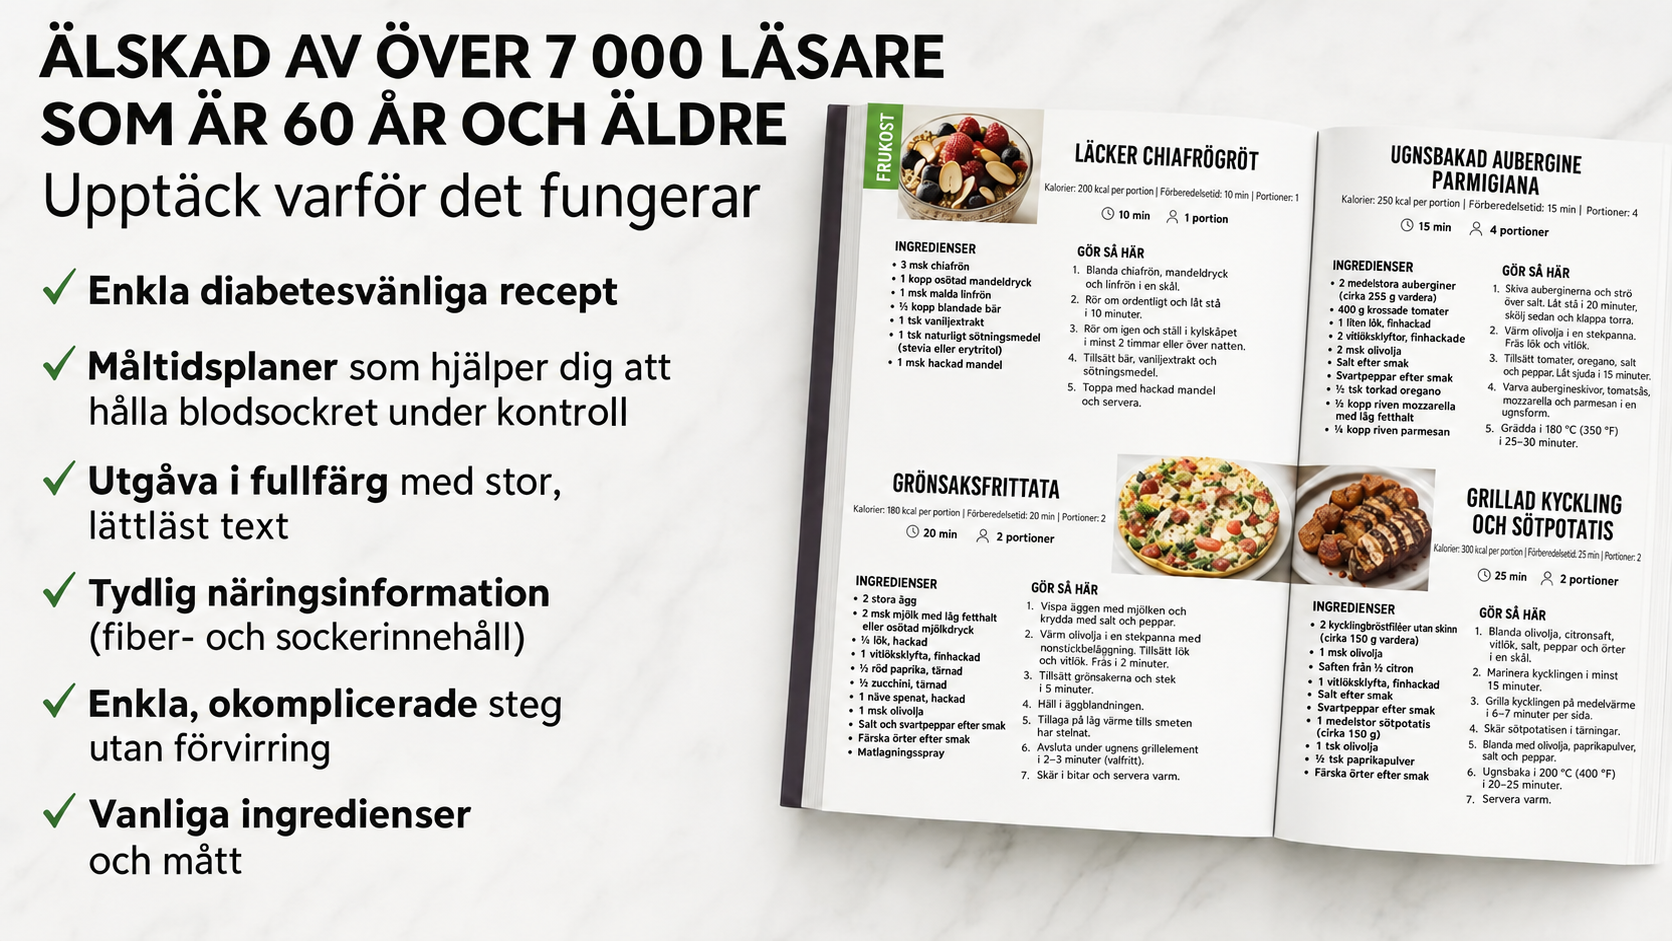 ÄLSKAD AV ÖVER 7 000 LÄSARE
SOM ÄR 60 ÅR OCH ÄLDRE
Upptäck varför det fungerar
✓ Enkla diabetesvänliga recept
✓ Måltidsplaner som hjälper dig att
hålla blodsockret under kontroll
✓ Utgåva i fullfärg med stor,
lättläst text
✓ Tydlig näringsinformation
(fiber- och sockerinnehåll)
✓ Enkla, okomplicerade steg
utan förvirring
✓ Vanliga ingredienser
och mått
FRUKOST
LÄCKER CHIAFRÖGRÖT
Kalorier: 200 kcal per portion | Förberedelsetid: 10 min | Portioner: 1
10 min 1 portion
INGREDIENSER
• 3 msk chiafrön
• 1 kopp osötad mandeldryck
• 1 msk malda linfrön
• ½ kopp blandade bär
• 1 tsk vaniljextrakt
• 1 tsk naturligt sötningsmedel
(stevia eller erytritol)
• 1 msk hackad mandel
GÖR SÅ HÄR
1. Blanda chiafrön, mandeldryck
och linfrön i en skål.
2. Rör om ordentligt och låt stå
i 10 minuter.
3. Rör om igen och ställ i kylskåpet
i minst 2 timmar eller över natten.
4. Tillsätt bär, vaniljextrakt och
sötningsmedel.
5. Toppa med hackad mandel
och servera.
GRÖNSAKSFRITTATA
Kalorier: 180 kcal per portion | Förberedelsetid: 20 min | Portioner: 2
20 min 2 portioner
INGREDIENSER
• 2 stora ägg
• 2 msk mjölk med låg fetthalt
eller osötad mjölkdryck
• ¼ lök, hackad
• 1 vitlöksklyfta, finhackad
• ½ röd paprika, tärnad
• ½ zucchini, tärnad
• 1 näve spenat, hackad
• 1 msk olivolja
• Salt och svartpeppar efter smak
• Färska örter efter smak
• Matlagningsspray
GÖR SÅ HÄR
1. Vispa äggen med mjölken och
krydda med salt och peppar.
2. Värm olivolja i en stekpanna med
nonstickbeläggning. Tillsätt lök
och vitlök. Fräs i 2 minuter.
3. Tillsätt grönsakerna och stek
i 5 minuter.
4. Häll i äggblandningen.
5. Tillaga på låg värme tills smeten
har stelnat.
6. Avsluta under ugnens grillelement
i 2–3 minuter (valfritt).
7. Skär i bitar och servera varm.
UGNSBAKAD AUBERGINE
PARMIGIANA
Kalorier: 250 kcal per portion | Förberedelsetid: 15 min | Portioner: 4
15 min 4 portioner
INGREDIENSER
• 2 medelstora auberginer
(cirka 255 g vardera)
• 400 g krossade tomater
• 1 liten lök, finhackad
• 2 vitlöksklyftor, finhackade
• 2 msk olivolja
• Salt efter smak
• Svartpeppar efter smak
• ½ tsk torkad oregano
• ½ kopp riven mozzarella
med låg fetthalt
• ¼ kopp riven parmesan
GÖR SÅ HÄR
1. Skiva auberginerna och strö
över salt. Låt stå i 20 minuter,
skölj sedan och klappa torra.
2. Värm olivolja i en stekpanna.
Fräs lök och vitlök.
3. Tillsätt tomater, oregano, salt
och peppar. Låt sjuda i 15 minuter.
4. Varva aubergineskivor, tomatsås,
mozzarella och parmesan i en
ugnsform.
5. Grädda i 180 °C (350 °F)
i 25–30 minuter.
GRILLAD KYCKLING
OCH SÖTPOTATIS
Kalorier: 300 kcal per portion | Förberedelsetid: 25 min | Portioner: 2
25 min 2 portioner
INGREDIENSER
• 2 kycklingbröstfiléer utan skinn
(cirka 150 g vardera)
• 1 msk olivolja
• Saften från ½ citron
• 1 vitlöksklyfta, finhackad
• Salt efter smak
• Svartpeppar efter smak
• 1 medelstor sötpotatis
(cirka 150 g)
• 1 tsk olivolja
• ½ tsk paprikapulver
• Färska örter efter smak
GÖR SÅ HÄR
1. Blanda olivolja, citronsaft,
vitlök, salt, peppar och örter
i en skål.
2. Marinera kycklingen i minst
15 minuter.
3. Grilla kycklingen på medelvärme
i 6–7 minuter per sida.
4. Skär sötpotatisen i tärningar.
5. Blanda med olivolja, paprikapulver,
salt och peppar.
6. Ugnsbaka i 200 °C (400 °F)
i 20–25 minuter.
7. Servera varm.